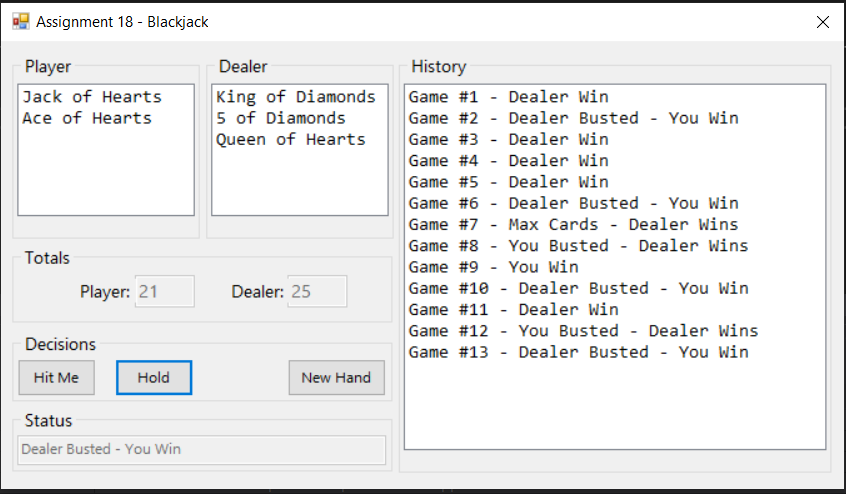 Assignment 18 - Blackjack
Player
Jack of Hearts
Ace of Hearts
Dealer
King of Diamonds
5 of Diamonds
Queen of Hearts
Totals
Player: 21 Dealer: 25
Decisions
Hit Me Hold New Hand
Status
Dealer Busted - You Win
History
Game #1 - Dealer Win
Game #2 - Dealer Busted - You Win
Game #3 - Dealer Win
Game #4 - Dealer Win
Game #5 - Dealer Win
Game #6 - Dealer Busted - You Win
Game #7 - Max Cards - Dealer Wins
Game #8 - You Busted - Dealer Wins
Game #9 - You Win
Game #10 - Dealer Busted - You Win
Game #11 - Dealer Win
Game #12 - You Busted - Dealer Wins
Game #13 - Dealer Busted - You Win